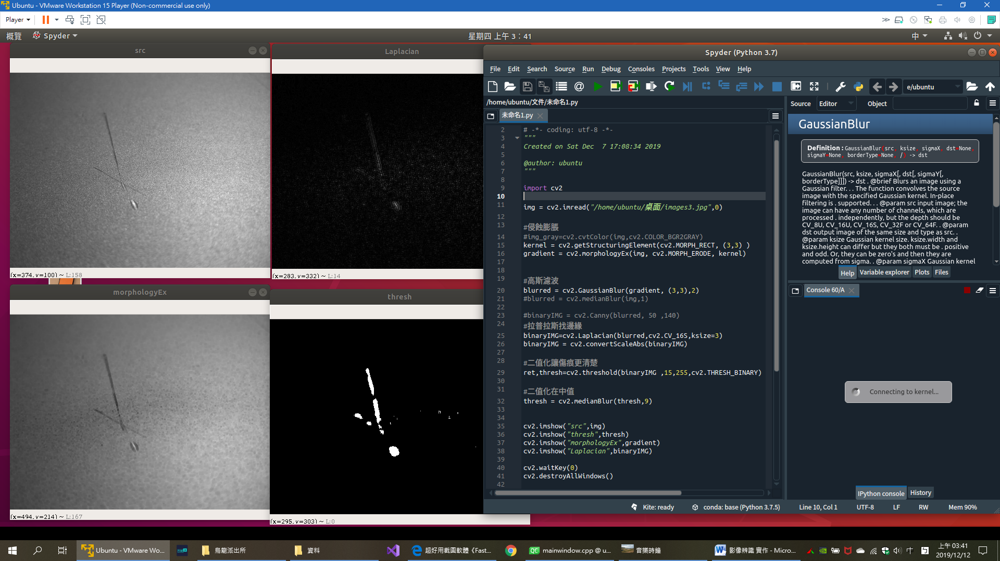 Ubuntu - VMware Workstation 15 Player (Non-commercial use only)
Player
概覽
Spyder
星期四 上午 3：41
中
src
(x=374, y=100) ~ L:158
Laplacian
(x=283, y=332) ~ L:14
morphologyEx
(x=494, y=214) ~ L:167
thresh
(x=295, y=303) ~ L:0
Spyder (Python 3.7)
File Edit Search Source Run Debug Consoles Projects Tools View Help
e/ubuntu
/home/ubuntu/文件/未命名1.py
未命名1.py
2 # -*- coding: utf-8 -*-
3 """
4 Created on Sat Dec  7 17:08:34 2019
5
6 @author: ubuntu
7 """
8
9 import cv2
10
11 img = cv2.imread("/home/ubuntu/桌面/images3.jpg",0)
12
13 #侵蝕膨脹
14 #img_gray=cv2.cvtColor(img,cv2.COLOR_BGR2GRAY)
15 kernel = cv2.getStructuringElement(cv2.MORPH_RECT, (3,3) )
16 gradient = cv2.morphologyEx(img, cv2.MORPH_ERODE, kernel)
17
18
19 #高斯濾波
20 blurred = cv2.GaussianBlur(gradient, (3,3),2)
21 #blurred = cv2.medianBlur(img,1)
22
23 #binaryIMG = cv2.Canny(blurred, 50 ,140)
24 #拉普拉斯找邊緣
25 binaryIMG=cv2.Laplacian(blurred,cv2.CV_16S,ksize=3)
26 binaryIMG = cv2.convertScaleAbs(binaryIMG)
27
28 #二值化讓傷痕更清楚
29 ret,thresh=cv2.threshold(binaryIMG ,15,255,cv2.THRESH_BINARY)
30
31 #二值化在中值
32 thresh = cv2.medianBlur(thresh,9)
33
34
35 cv2.imshow("src",img)
36 cv2.imshow("thresh",thresh)
37 cv2.imshow("morphologyEx",gradient)
38 cv2.imshow("Laplacian",binaryIMG)
39
40 cv2.waitKey(0)
41 cv2.destroyAllWindows()
42
Source Editor Object
GaussianBlur
Definition : GaussianBlur(src, ksize, sigmaX, dst=None,
sigmaY=None, borderType=None, /) -> dst
GaussianBlur(src, ksize, sigmaX[, dst[, sigmaY[,
borderType]]]) -> dst . @brief Blurs an image using a
Gaussian filter. . . The function convolves the source
image with the specified Gaussian kernel. In-place
filtering is . supported. . . @param src input image; the
image can have any number of channels, which are
processed . independently, but the depth should be
CV_8U, CV_16U, CV_16S, CV_32F or CV_64F. . @param
dst output image of the same size and type as src. .
@param ksize Gaussian kernel size. ksize.width and
ksize.height can differ but they both must be . positive
and odd. Or, they can be zero's and then they are
computed from sigma. . @param sigmaX Gaussian kernel
Help Variable explorer Plots Files
Console 60/A
Connecting to kernel...
IPython console History
Kite: ready conda: base (Python 3.7.5) Line 10, Col 1 UTF-8 LF RW Mem 90%
Ubuntu - VMware Wo...
烏龍派出所
資料
超好用截圖軟體《Fast...
mainwindow.cpp @ u...
音樂時鐘
影像辨識 實作 - Micro...
中
上午 03:41
2019/12/12